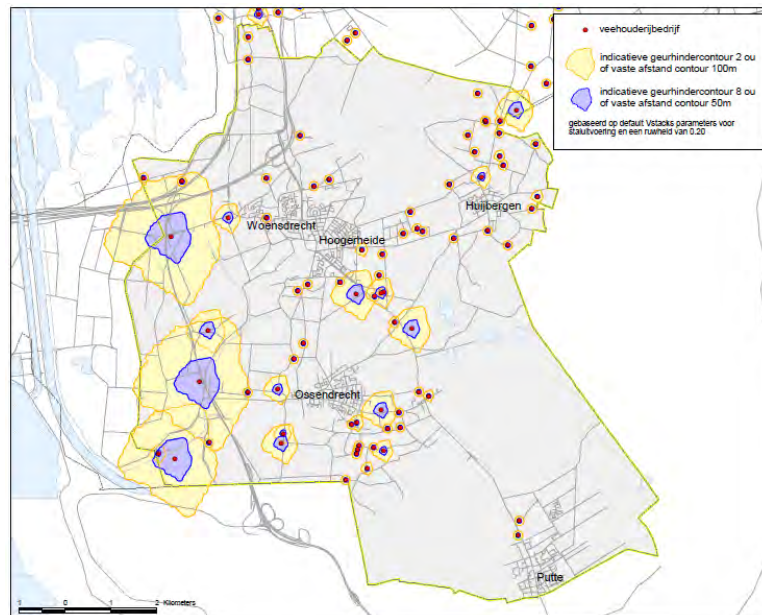 veehouderijbedrijf
indicatieve geurhindercontour 2 ou
of vaste afstand contour 100m
indicatieve geurhindercontour 8 ou
of vaste afstand contour 50m
gebaseerd op default Vstacks parameters voor
staluitvoering en een ruwheid van 0.20
Huijbergen
Woensdrecht
Hoogerheide
Ossendrecht
Putte
1 0 1 2 Kilometers